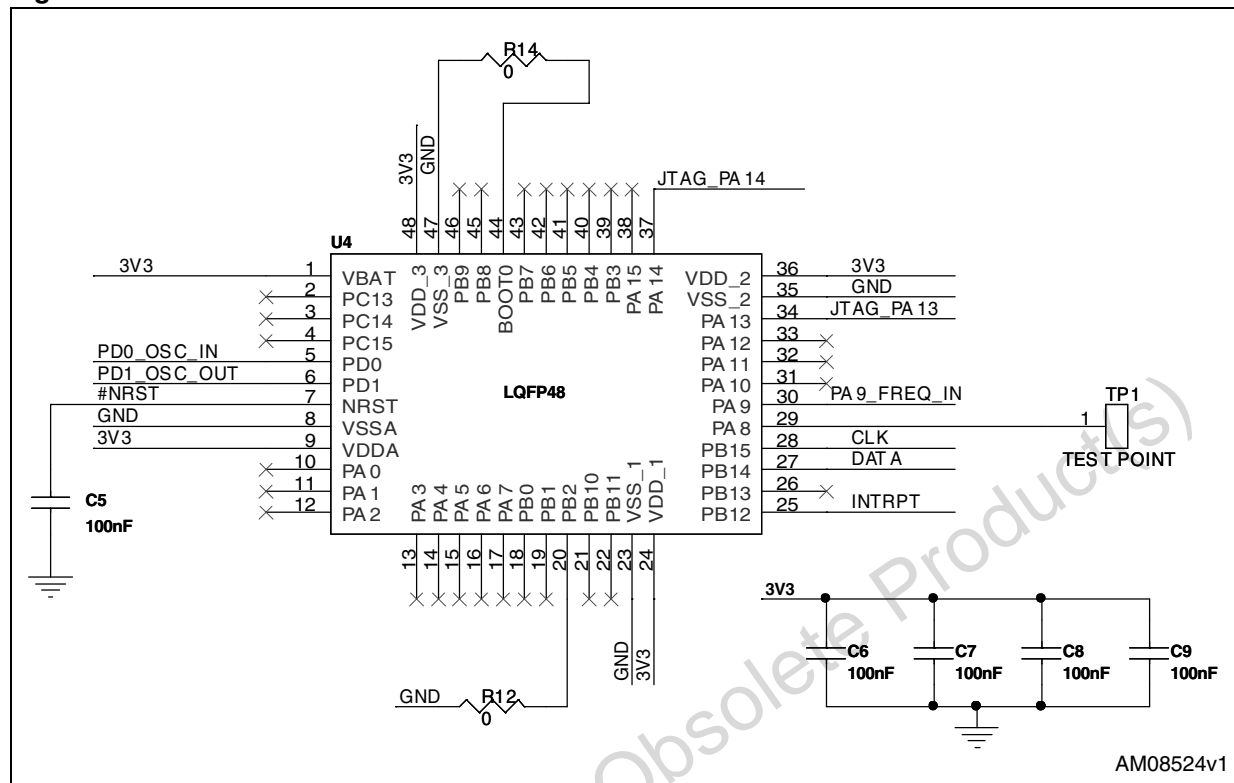 R14
0
3V3
GND
JTAG_PA14
48
47
46
45
44
43
42
41
40
39
38
37
U4
VDD_3
VSS_3
PB9
PB8
BOOT0
PB7
PB6
PB5
PB4
PB3
PA15
PA14
3V3 1 VBAT
2 PC13
3 PC14
4 PC15
PD0_OSC_IN 5 PD0
PD1_OSC_OUT 6 PD1
#NRST 7 NRST
GND 8 VSSA
3V3 9 VDDA
10 PA0
11 PA1
12 PA2
LQFP48
VDD_2 36 3V3
VSS_2 35 GND
PA13 34 JTAG_PA13
PA12 33
PA11 32
PA10 31
PA9 30 PA9_FREQ_IN
PA8 29
PB15 28 CLK
PB14 27 DATA
PB13 26
PB12 25 INTRPT
TP1
1
TEST POINT
C5
100nF
PA3
PA4
PA5
PA6
PA7
PB0
PB1
PB2
PB10
PB11
VSS_1
VDD_1
13
14
15
16
17
18
19
20
21
22
23
24
GND
3V3
GND R12
0
3V3
C6
100nF
C7
100nF
C8
100nF
C9
100nF
Obsolete Product(s)
AM08524v1